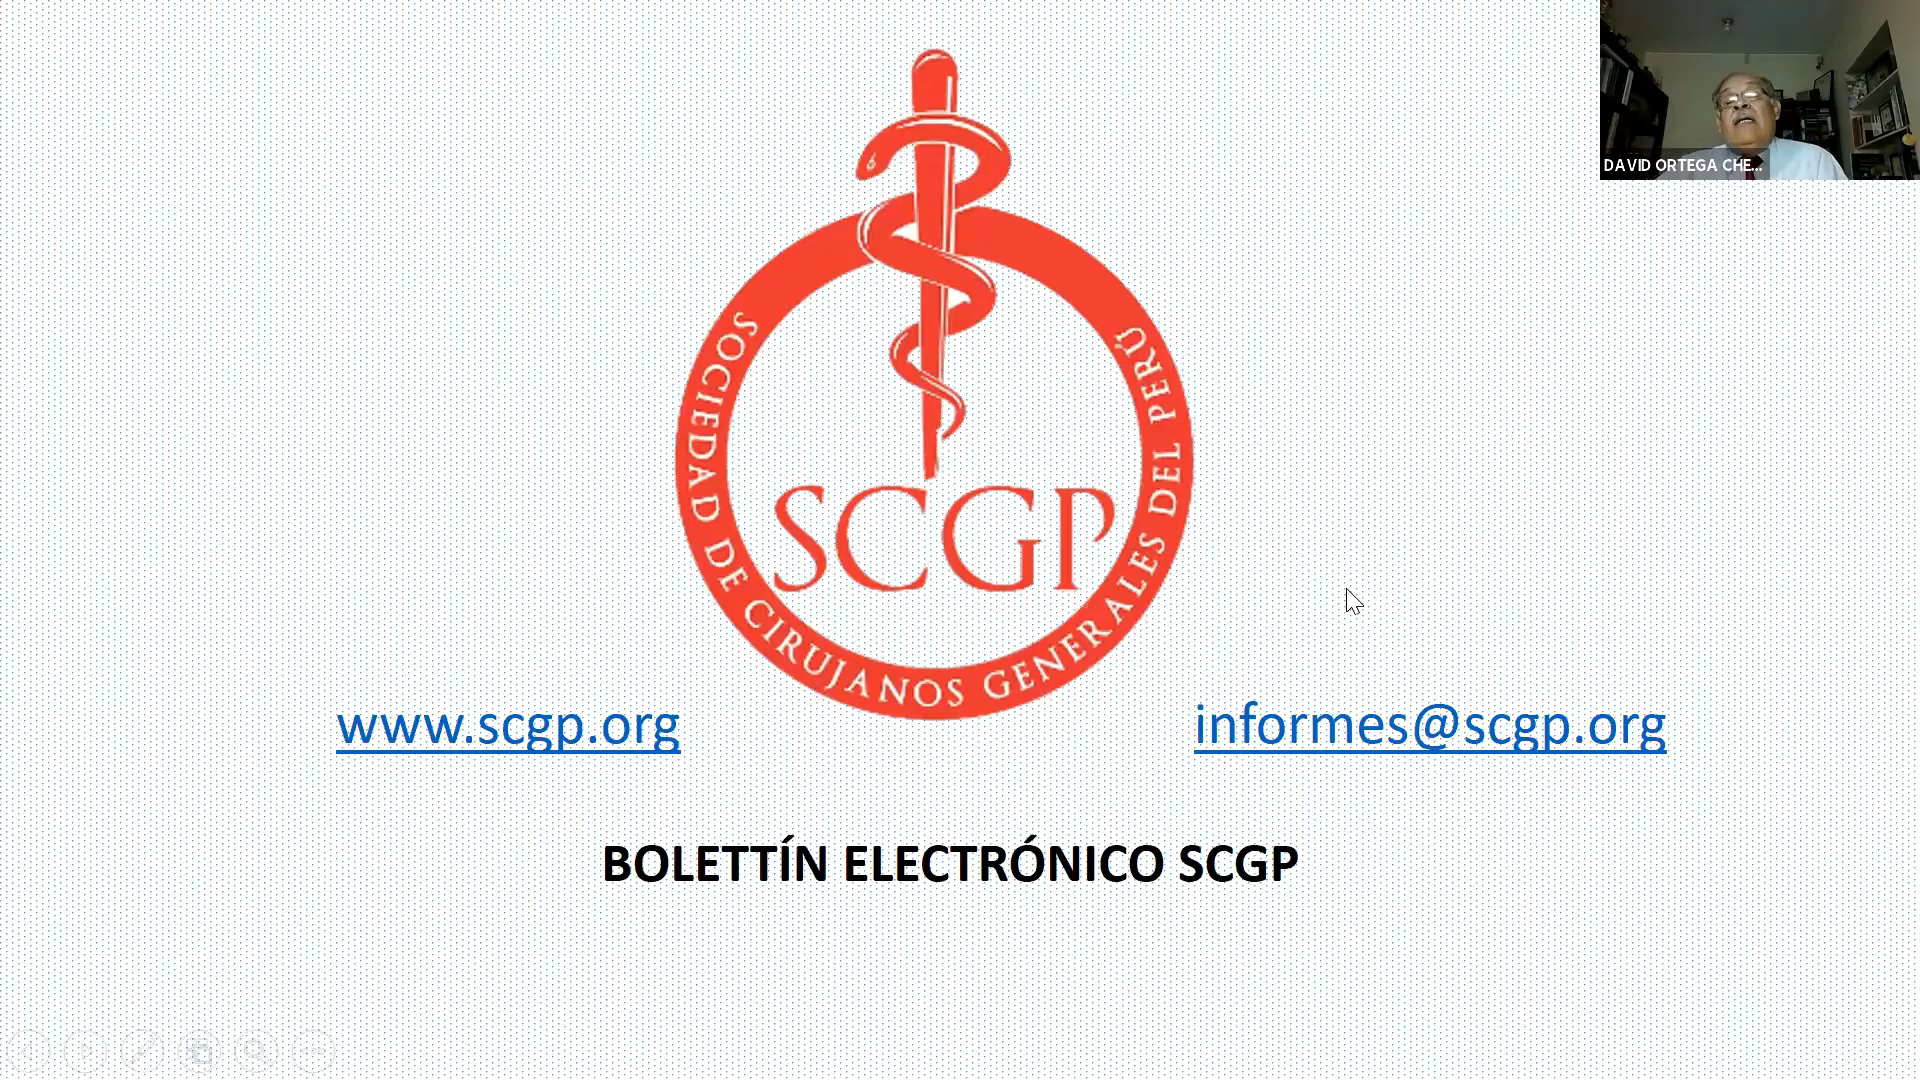 DAVID ORTEGA CHE...
SOCIEDAD DE CIRUJANOS GENERALES DEL PERÚ
SCGP
www.scgp.org
informes@scgp.org
BOLETTÍN ELECTRÓNICO SCGP